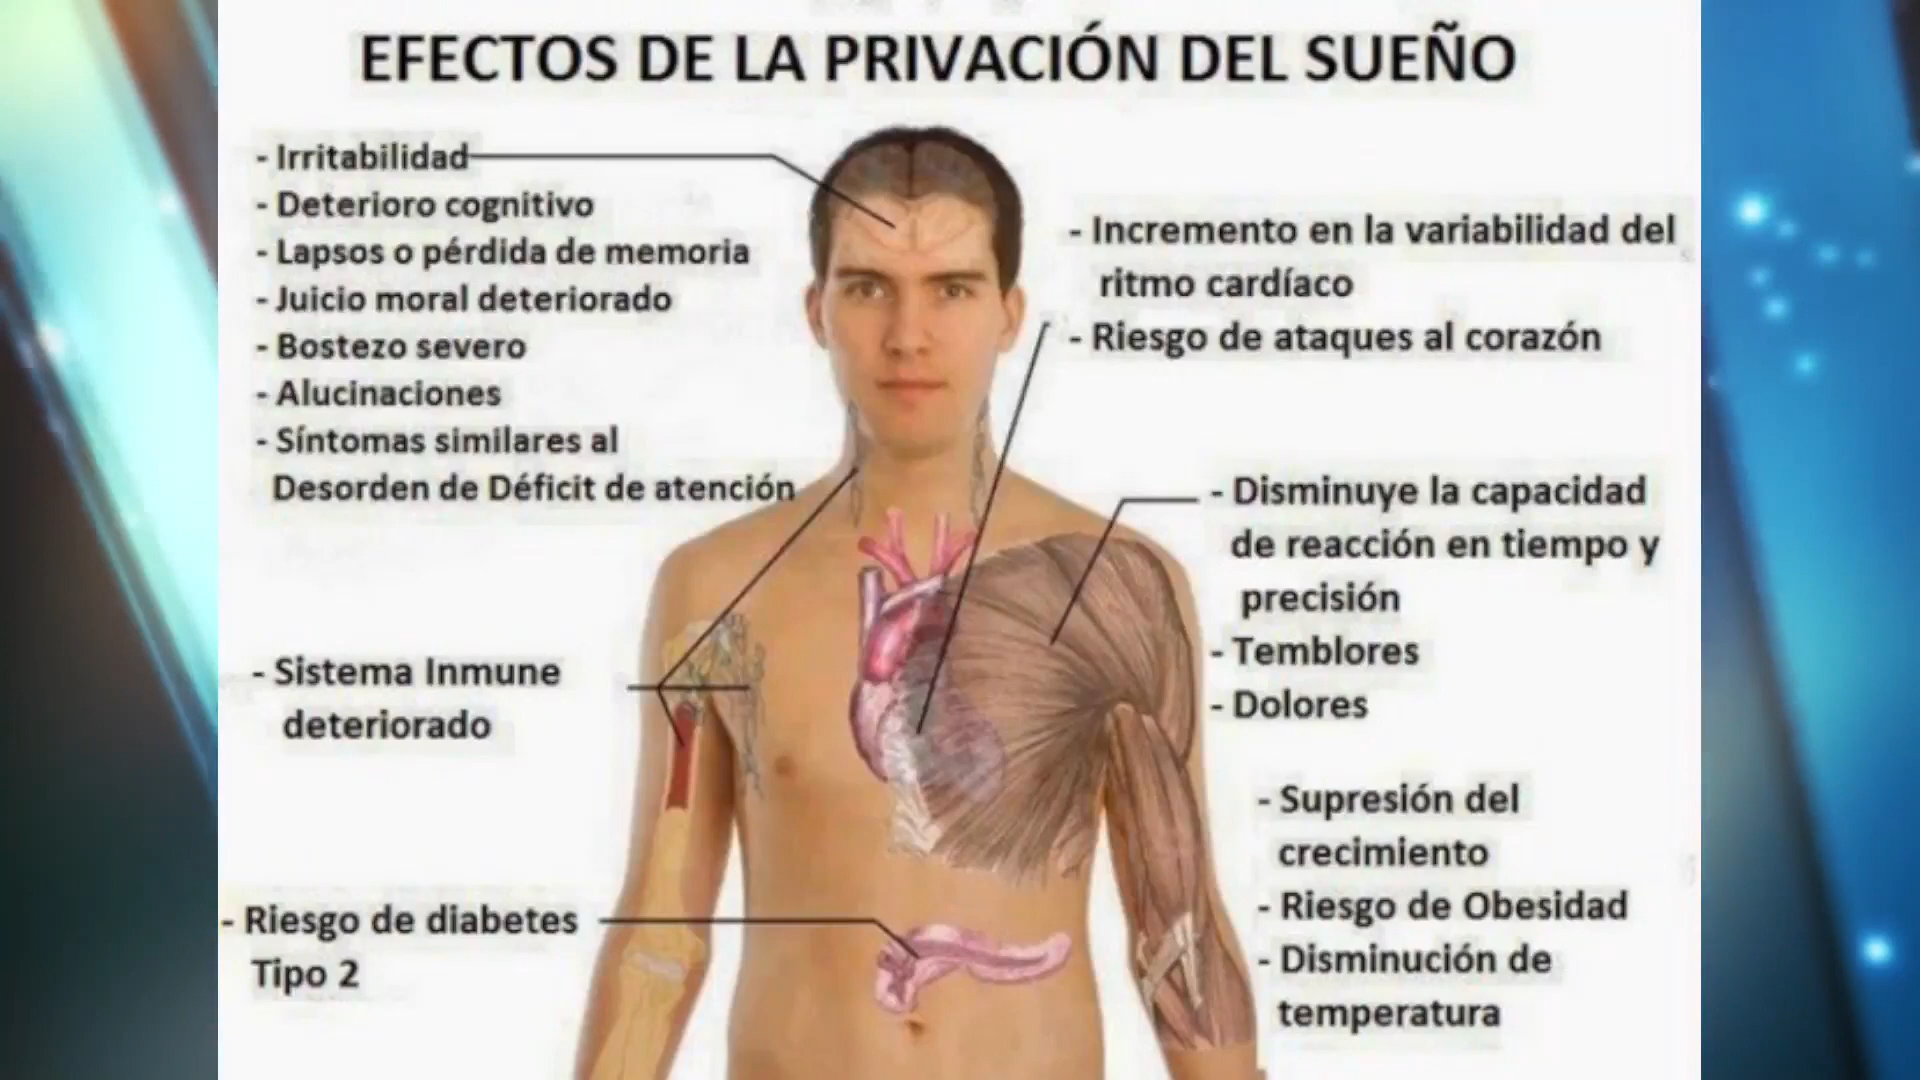 EFECTOS DE LA PRIVACIÓN DEL SUEÑO
- Irritabilidad
- Deterioro cognitivo
- Lapsos o pérdida de memoria
- Juicio moral deteriorado
- Bostezo severo
- Alucinaciones
- Síntomas similares al
Desorden de Déficit de atención
- Sistema Inmune
deteriorado
- Riesgo de diabetes
Tipo 2
- Incremento en la variabilidad del
ritmo cardíaco
- Riesgo de ataques al corazón
- Disminuye la capacidad
de reacción en tiempo y
precisión
- Temblores
- Dolores
- Supresión del
crecimiento
- Riesgo de Obesidad
- Disminución de
temperatura